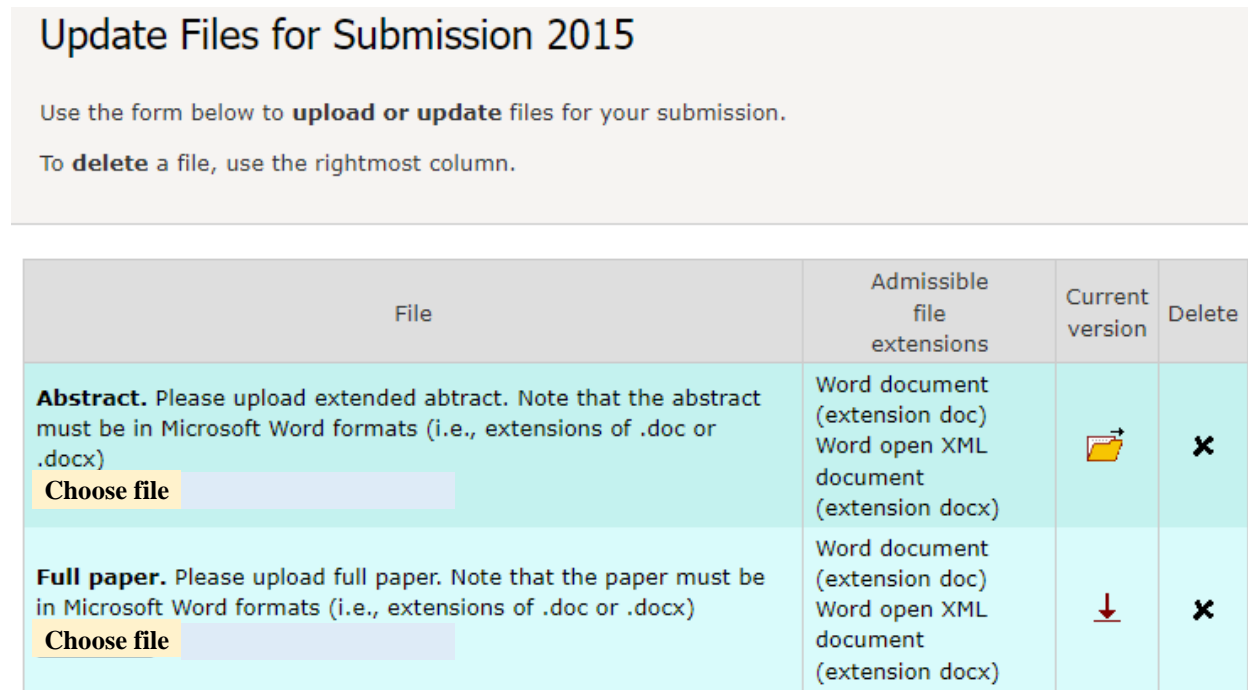 Update Files for Submission 2015
Use the form below to upload or update files for your submission.
To delete a file, use the rightmost column.
File
Admissible
file
extensions
Current
version
Delete
Abstract. Please upload extended abtract. Note that the abstract
must be in Microsoft Word formats (i.e., extensions of .doc or
.docx)
Choose file
Word document
(extension doc)
Word open XML
document
(extension docx)
Full paper. Please upload full paper. Note that the paper must be
in Microsoft Word formats (i.e., extensions of .doc or .docx)
Choose file
Word document
(extension doc)
Word open XML
document
(extension docx)